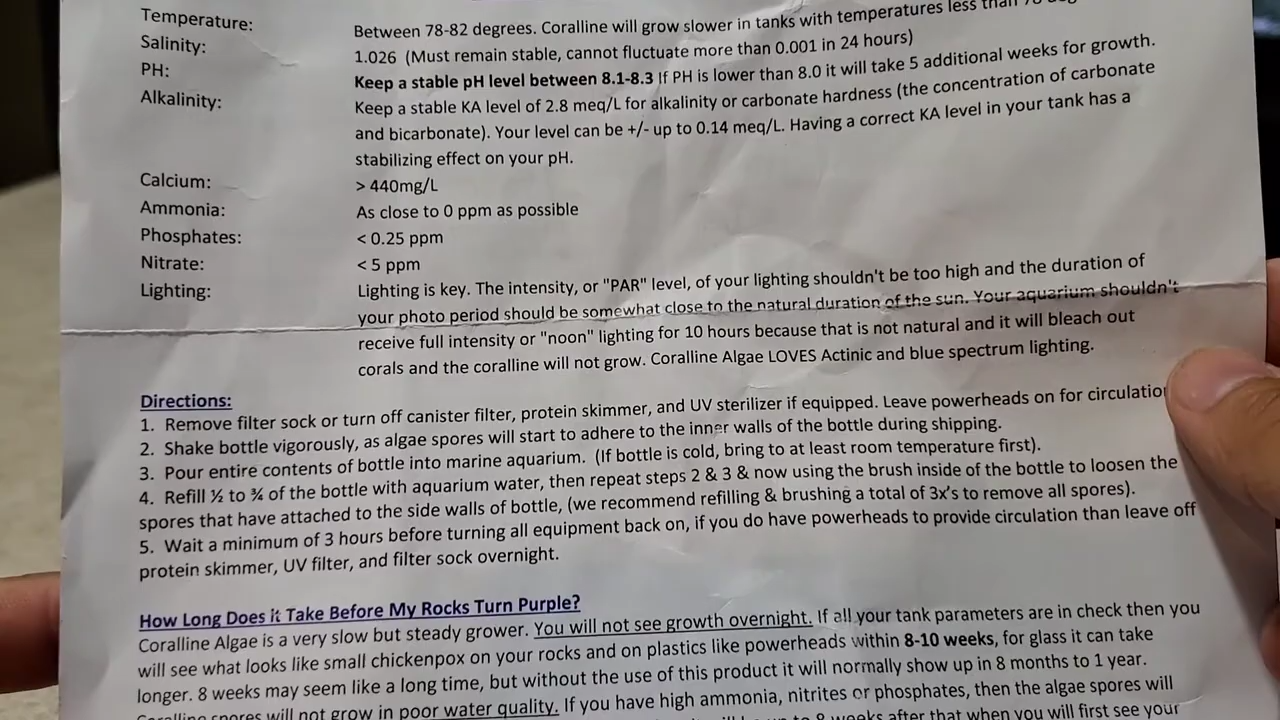 Temperature: Between 78-82 degrees. Coralline will grow slower in tanks with temperatures less than
Salinity: 1.026 (Must remain stable, cannot fluctuate more than 0.001 in 24 hours)
PH: Keep a stable pH level between 8.1-8.3 If PH is lower than 8.0 it will take 5 additional weeks for growth.
Alkalinity: Keep a stable KA level of 2.8 meq/L for alkalinity or carbonate hardness (the concentration of carbonate
and bicarbonate). Your level can be +/- up to 0.14 meq/L. Having a correct KA level in your tank has a
stabilizing effect on your pH.
Calcium: > 440mg/L
Ammonia: As close to 0 ppm as possible
Phosphates: < 0.25 ppm
Nitrate: < 5 ppm
Lighting: Lighting is key. The intensity, or "PAR" level, of your lighting shouldn't be too high and the duration of
your photo period should be somewhat close to the natural duration of the sun. Your aquarium shouldn't
receive full intensity or "noon" lighting for 10 hours because that is not natural and it will bleach out
corals and the coralline will not grow. Coralline Algae LOVES Actinic and blue spectrum lighting.
Directions:
1. Remove filter sock or turn off canister filter, protein skimmer, and UV sterilizer if equipped. Leave powerheads on for circulation
2. Shake bottle vigorously, as algae spores will start to adhere to the inner walls of the bottle during shipping.
3. Pour entire contents of bottle into marine aquarium. (If bottle is cold, bring to at least room temperature first).
4. Refill ½ to ¾ of the bottle with aquarium water, then repeat steps 2 & 3 & now using the brush inside of the bottle to loosen the
spores that have attached to the side walls of bottle, (we recommend refilling & brushing a total of 3x's to remove all spores).
5. Wait a minimum of 3 hours before turning all equipment back on, if you do have powerheads to provide circulation than leave off
protein skimmer, UV filter, and filter sock overnight.
How Long Does it Take Before My Rocks Turn Purple?
Coralline Algae is a very slow but steady grower. You will not see growth overnight. If all your tank parameters are in check then you
will see what looks like small chickenpox on your rocks and on plastics like powerheads within 8-10 weeks, for glass it can take
longer. 8 weeks may seem like a long time, but without the use of this product it will normally show up in 8 months to 1 year.
Coralline spores will not grow in poor water quality. If you have high ammonia, nitrites or phosphates, then the algae spores will
to 8 weeks after that when you will first see your